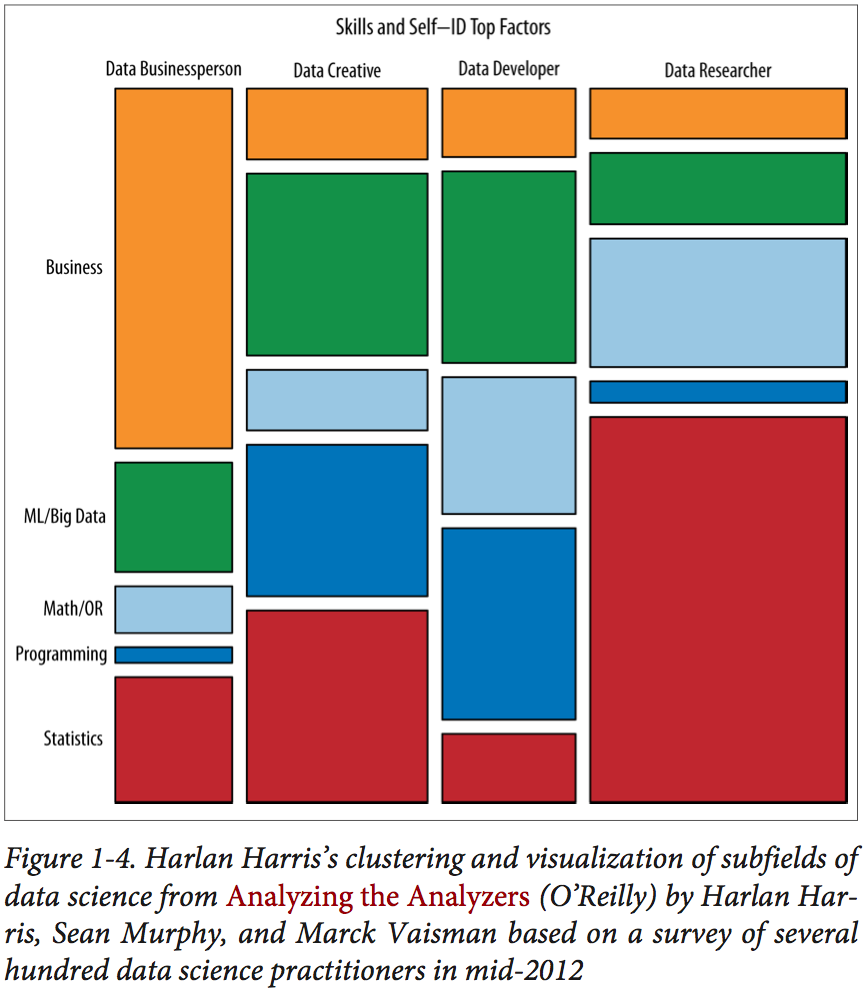 Skills and Self–ID Top Factors
Data Businessperson
Data Creative
Data Developer
Data Researcher
Business
ML/Big Data
Math/OR
Programming
Statistics
Figure 1-4. Harlan Harris’s clustering and visualization of subfields of
data science from Analyzing the Analyzers (O’Reilly) by Harlan Har-
ris, Sean Murphy, and Marck Vaisman based on a survey of several
hundred data science practitioners in mid-2012